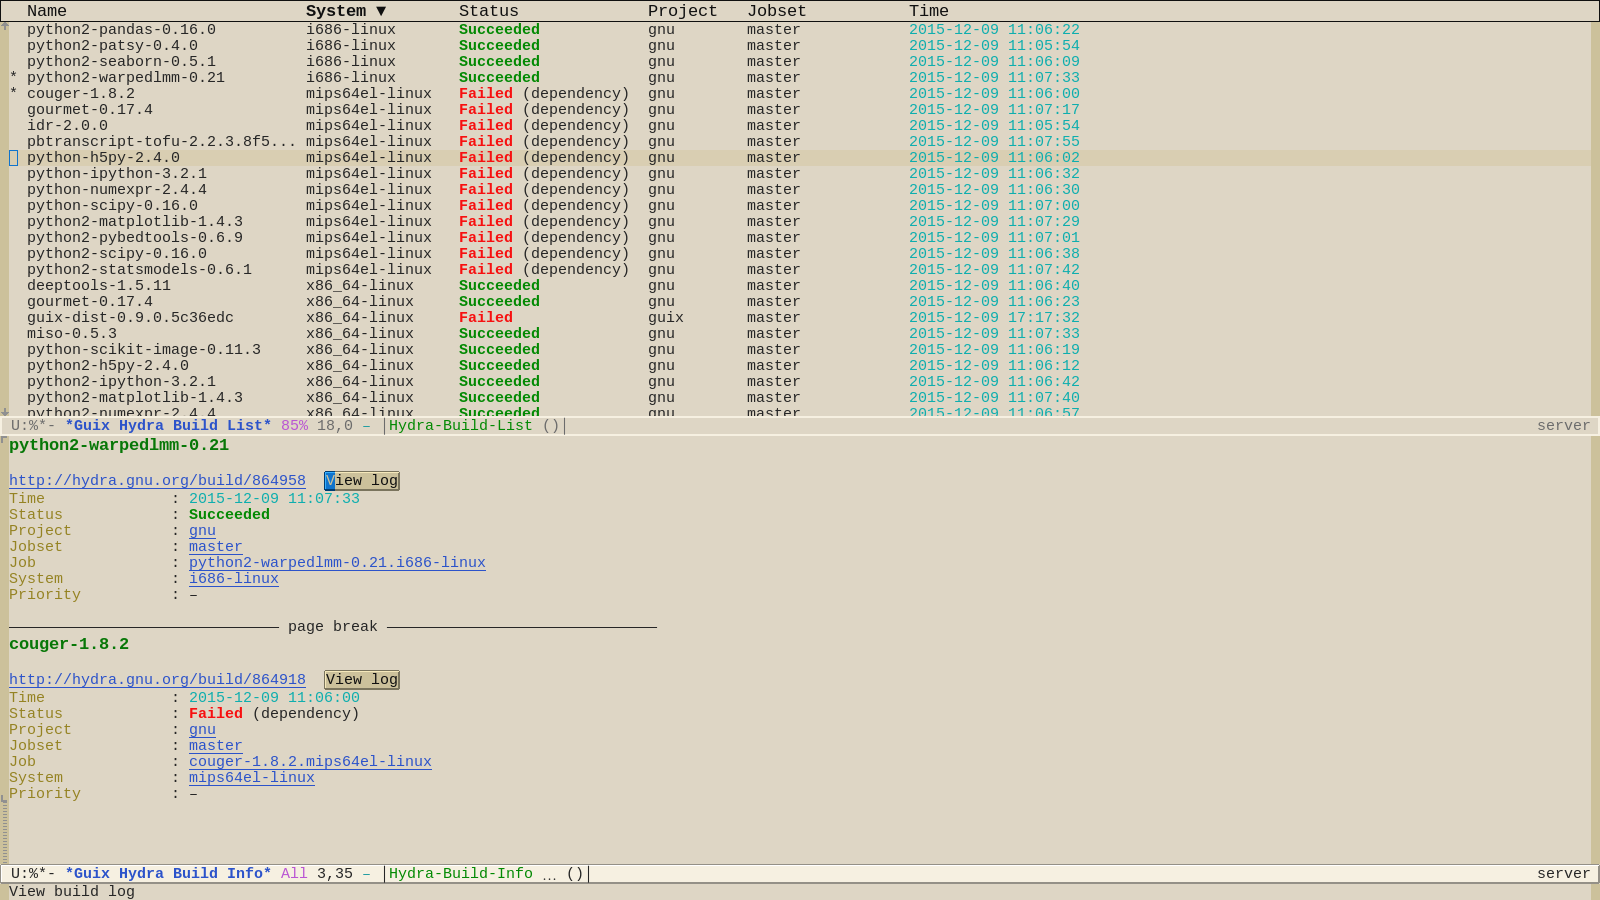 Name System ▼ Status Project Jobset Time
python2-pandas-0.16.0 i686-linux Succeeded gnu master 2015-12-09 11:06:22
python2-patsy-0.4.0 i686-linux Succeeded gnu master 2015-12-09 11:05:54
python2-seaborn-0.5.1 i686-linux Succeeded gnu master 2015-12-09 11:06:09
* python2-warpedlmm-0.21 i686-linux Succeeded gnu master 2015-12-09 11:07:33
* couger-1.8.2 mips64el-linux Failed (dependency) gnu master 2015-12-09 11:06:00
gourmet-0.17.4 mips64el-linux Failed (dependency) gnu master 2015-12-09 11:07:17
idr-2.0.0 mips64el-linux Failed (dependency) gnu master 2015-12-09 11:05:54
pbtranscript-tofu-2.2.3.8f5... mips64el-linux Failed (dependency) gnu master 2015-12-09 11:07:55
python-h5py-2.4.0 mips64el-linux Failed (dependency) gnu master 2015-12-09 11:06:02
python-ipython-3.2.1 mips64el-linux Failed (dependency) gnu master 2015-12-09 11:06:32
python-numexpr-2.4.4 mips64el-linux Failed (dependency) gnu master 2015-12-09 11:06:30
python-scipy-0.16.0 mips64el-linux Failed (dependency) gnu master 2015-12-09 11:07:00
python2-matplotlib-1.4.3 mips64el-linux Failed (dependency) gnu master 2015-12-09 11:07:29
python2-pybedtools-0.6.9 mips64el-linux Failed (dependency) gnu master 2015-12-09 11:07:01
python2-scipy-0.16.0 mips64el-linux Failed (dependency) gnu master 2015-12-09 11:06:38
python2-statsmodels-0.6.1 mips64el-linux Failed (dependency) gnu master 2015-12-09 11:07:42
deeptools-1.5.11 x86_64-linux Succeeded gnu master 2015-12-09 11:06:40
gourmet-0.17.4 x86_64-linux Succeeded gnu master 2015-12-09 11:06:23
guix-dist-0.9.0.5c36edc x86_64-linux Failed guix master 2015-12-09 17:17:32
miso-0.5.3 x86_64-linux Succeeded gnu master 2015-12-09 11:07:33
python-scikit-image-0.11.3 x86_64-linux Succeeded gnu master 2015-12-09 11:06:19
python2-h5py-2.4.0 x86_64-linux Succeeded gnu master 2015-12-09 11:06:12
python2-ipython-3.2.1 x86_64-linux Succeeded gnu master 2015-12-09 11:06:42
python2-matplotlib-1.4.3 x86_64-linux Succeeded gnu master 2015-12-09 11:07:40
python2-numexpr-2.4.4 x86_64-linux Succeeded gnu master 2015-12-09 11:06:57
U:%*- *Guix Hydra Build List* 85% 18,0 – |Hydra-Build-List ()| server
python2-warpedlmm-0.21
http://hydra.gnu.org/build/864958 View log
Time : 2015-12-09 11:07:33
Status : Succeeded
Project : gnu
Jobset : master
Job : python2-warpedlmm-0.21.i686-linux
System : i686-linux
Priority : –
page break
couger-1.8.2
http://hydra.gnu.org/build/864918 View log
Time : 2015-12-09 11:06:00
Status : Failed (dependency)
Project : gnu
Jobset : master
Job : couger-1.8.2.mips64el-linux
System : mips64el-linux
Priority : –
U:%*- *Guix Hydra Build Info* All 3,35 – |Hydra-Build-Info … ()| server
View build log